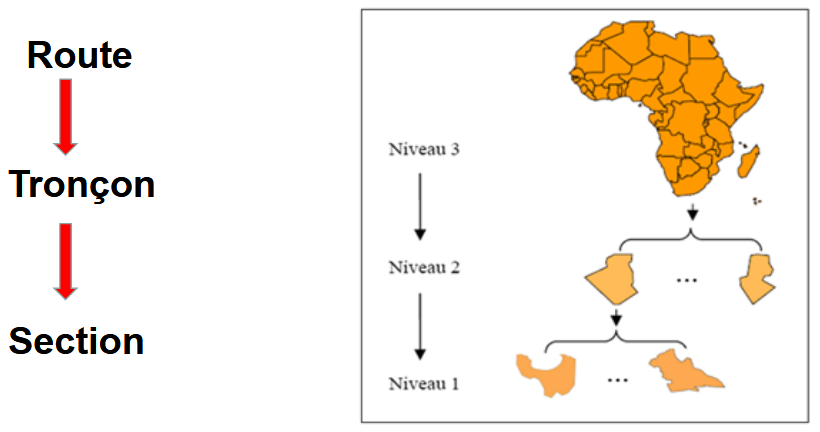 Route
Tronçon
Section
Niveau 3
Niveau 2
...
Niveau 1
...